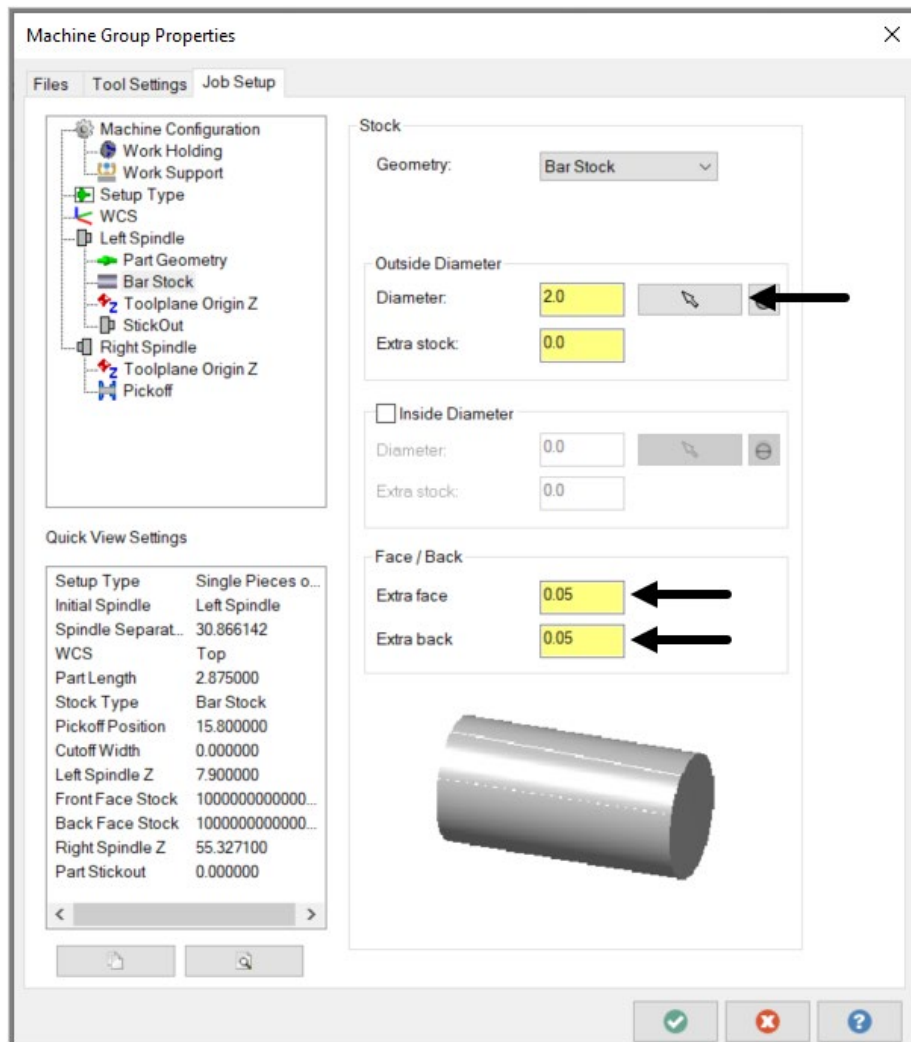 Machine Group Properties
Files Tool Settings Job Setup
Machine Configuration
Work Holding
Work Support
Setup Type
WCS
Left Spindle
Part Geometry
Bar Stock
Toolplane Origin Z
StickOut
Right Spindle
Toolplane Origin Z
Pickoff
Quick View Settings
Setup Type Single Pieces o...
Initial Spindle Left Spindle
Spindle Separat... 30.866142
WCS Top
Part Length 2.875000
Stock Type Bar Stock
Pickoff Position 15.800000
Cutoff Width 0.000000
Left Spindle Z 7.900000
Front Face Stock 1000000000000...
Back Face Stock 1000000000000...
Right Spindle Z 55.327100
Part Stickout 0.000000
Stock
Geometry: Bar Stock
Outside Diameter
Diameter: 2.0
Extra stock: 0.0
Inside Diameter
Diameter: 0.0
Extra stock: 0.0
Face / Back
Extra face 0.05
Extra back 0.05